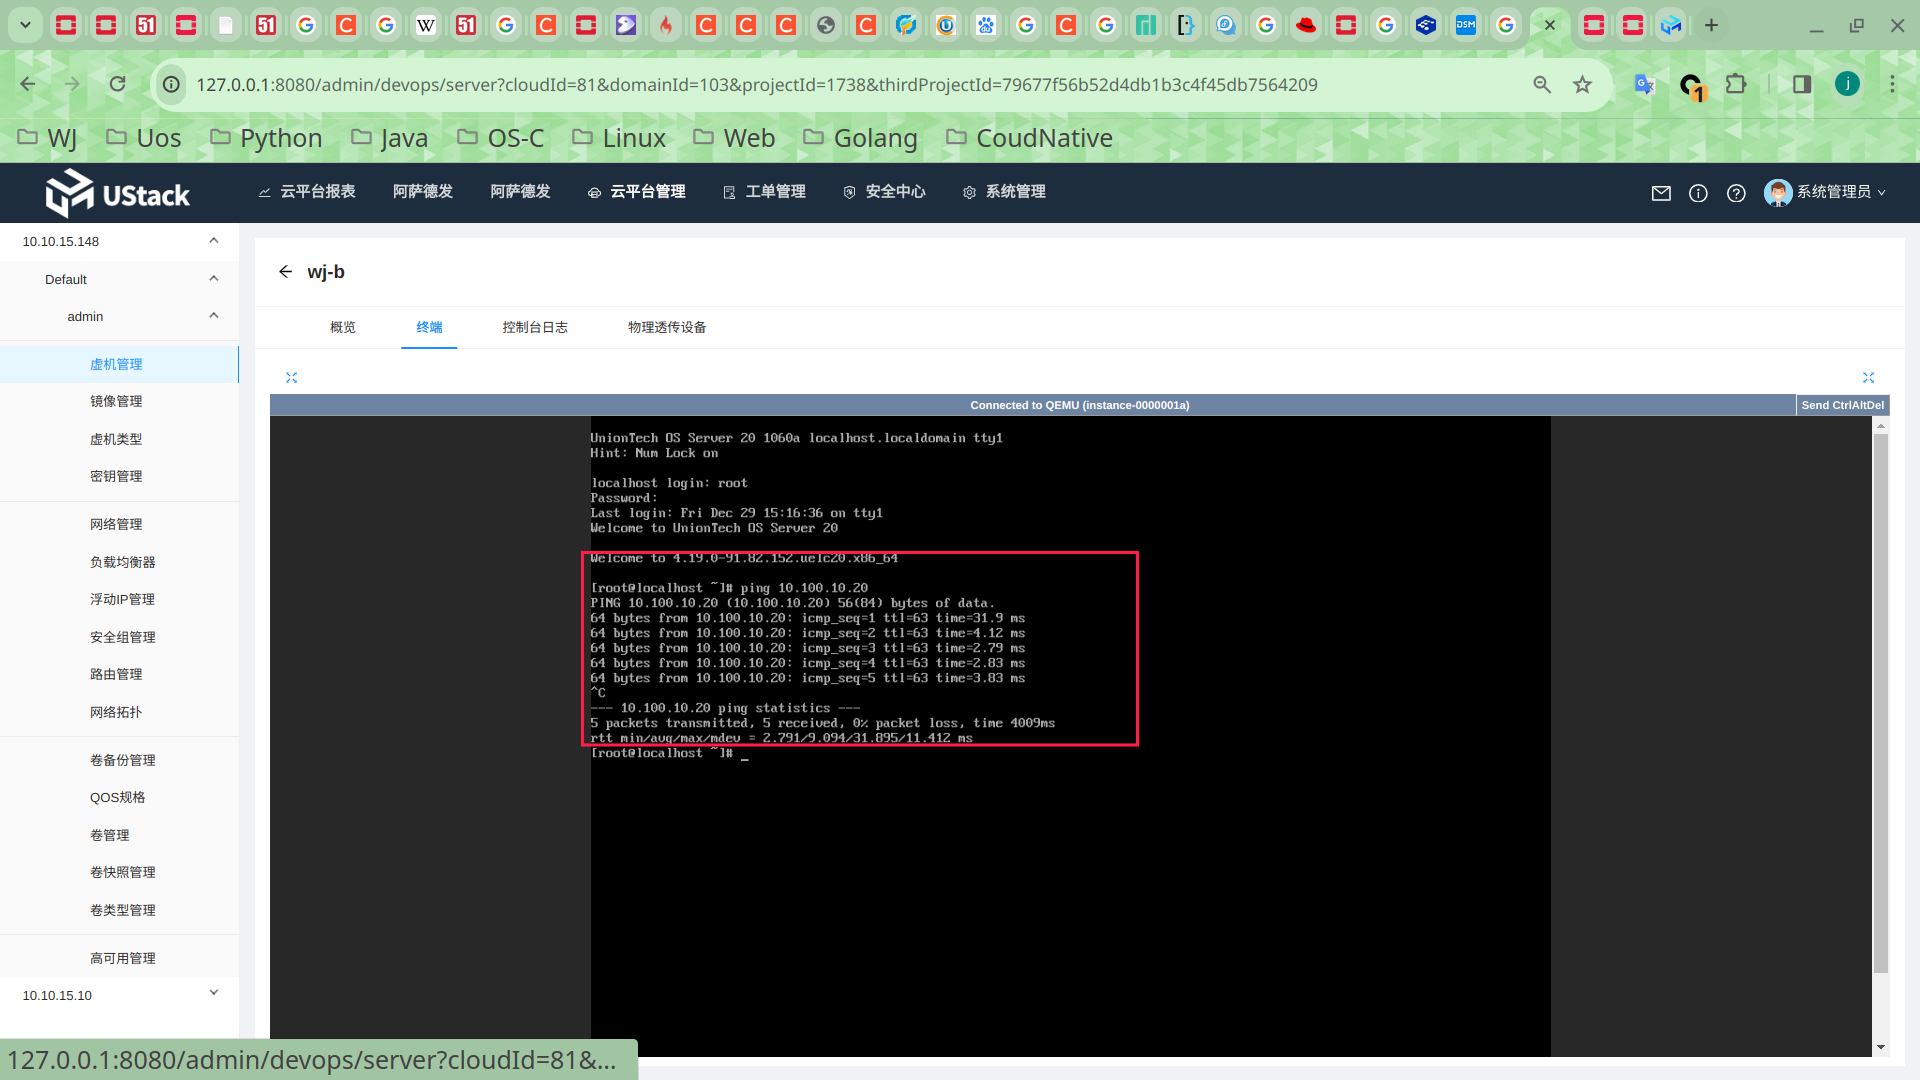 127.0.0.1:8080/admin/devops/server?cloudId=81&domainId=103&projectId=1738&thirdProjectId=79677f56b52d4db1b3c4f45db7564209
WJ Uos Python Java OS-C Linux Web Golang CoudNative
UStack 云平台报表 阿萨德发 阿萨德发 云平台管理 工单管理 安全中心 系统管理 系统管理员
10.10.15.148
Default
admin
虚机管理
镜像管理
虚机类型
密钥管理
网络管理
负载均衡器
浮动IP管理
安全组管理
路由管理
网络拓扑
卷备份管理
QOS规格
卷管理
卷快照管理
卷类型管理
高可用管理
10.10.15.10
wj-b
概览 终端 控制台日志 物理透传设备
Connected to QEMU (instance-0000001a) Send CtrlAltDel
UnionTech OS Server 20 1060a localhost.localdomain tty1
Hint: Num Lock on
localhost login: root
Password:
Last login: Fri Dec 29 15:16:36 on tty1
Welcome to UnionTech OS Server 20
Welcome to 4.19.0-91.82.152.uelc20.x86_64
[root@localhost ~]# ping 10.100.10.20
PING 10.100.10.20 (10.100.10.20) 56(84) bytes of data.
64 bytes from 10.100.10.20: icmp_seq=1 ttl=63 time=31.9 ms
64 bytes from 10.100.10.20: icmp_seq=2 ttl=63 time=4.12 ms
64 bytes from 10.100.10.20: icmp_seq=3 ttl=63 time=2.79 ms
64 bytes from 10.100.10.20: icmp_seq=4 ttl=63 time=2.83 ms
64 bytes from 10.100.10.20: icmp_seq=5 ttl=63 time=3.83 ms
^C
--- 10.100.10.20 ping statistics ---
5 packets transmitted, 5 received, 0% packet loss, time 4009ms
rtt min/avg/max/mdev = 2.791/9.094/31.895/11.412 ms
[root@localhost ~]# _
127.0.0.1:8080/admin/devops/server?cloudId=81&...